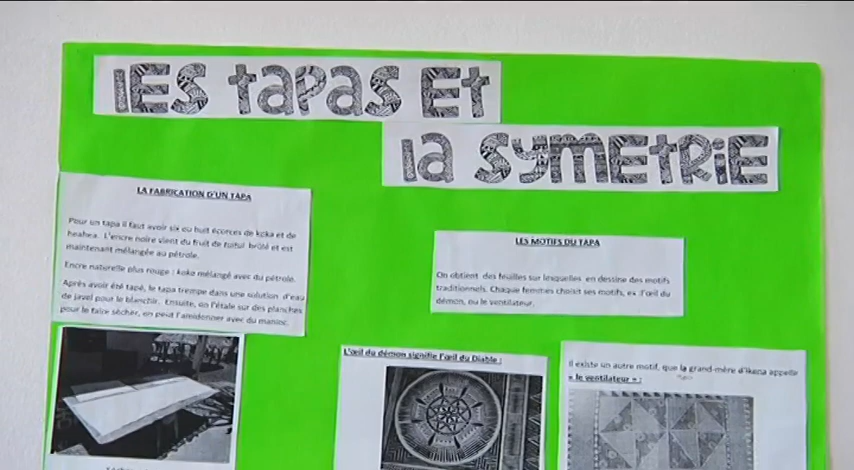 lES tapas Et
la SymEtRiE
LA FABRICATION D'UN TAPA
Pour un tapa il faut avoir six ou huit écorces de koka et de
heahea. L'encre noire vient du fruit de tuitui brûlé et est
maintenant mélangée au pétrole.
Encre naturelle plus rouge : koko mélangé avec du pétrole.
Après avoir été tapé, le tapa trempe dans une solution d'eau
de javel pour le blanchir. Ensuite, on l'étale sur des planches
pour le faire sécher, on peut l'amidonner avec du manioc.
LES MOTIFS DU TAPA
On obtient des feuilles sur lesquelles en dessine des motifs
traditionnels. Chaque femmes choisit ses motifs, ex :l'œil du
démon, ou le ventilateur.
L'œil du démon signifie l'œil du Diable :
Il existe un autre motif, que la grand-mère d'Ikena appelle
« le ventilateur » :